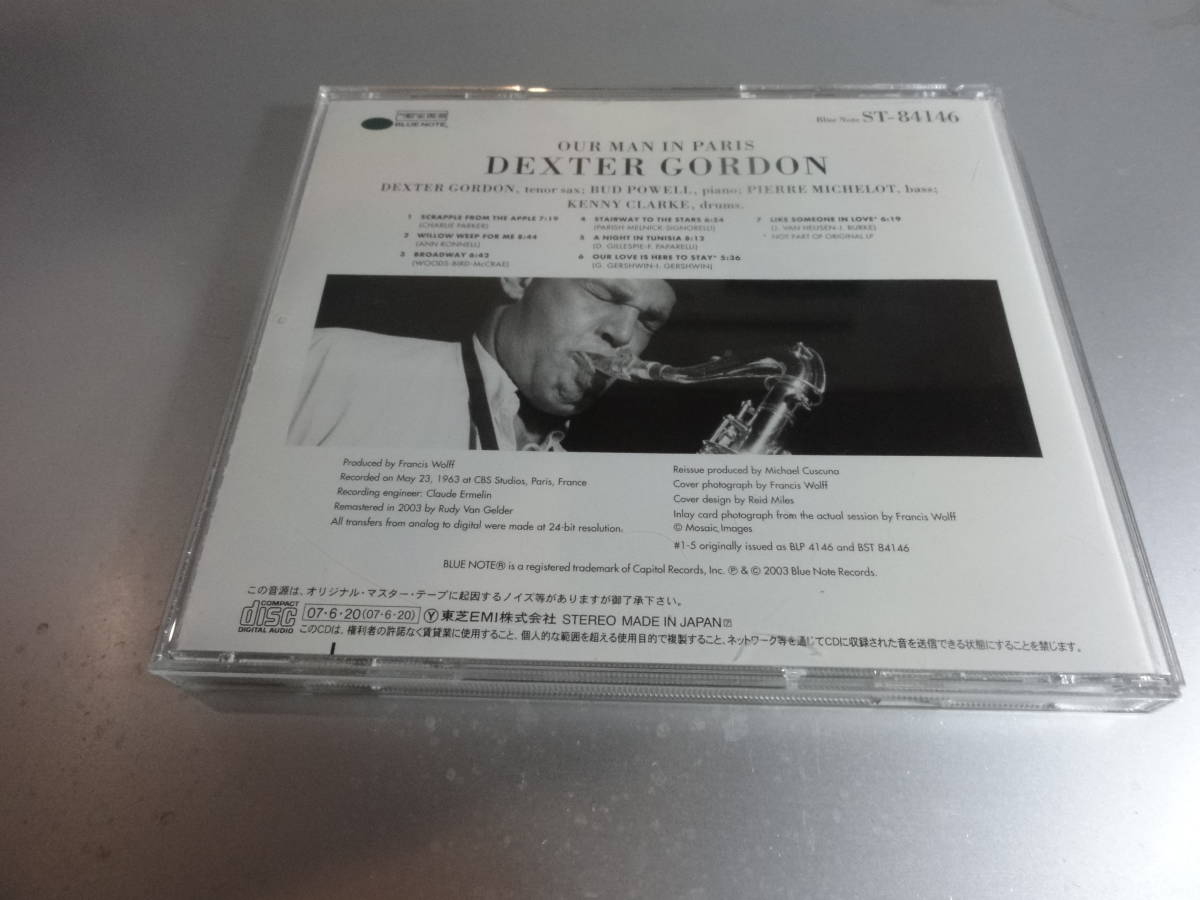 BLUE NOTE
Blue Note ST-84146
OUR MAN IN PARIS
DEXTER GORDON
DEXTER GORDON, tenor sax; BUD POWELL, piano; PIERRE MICHELOT, bass;
KENNY CLARKE, drums.
1 SCRAPPLE FROM THE APPLE 7:19
(CHARLIE PARKER)
2 WILLOW WEEP FOR ME 8:44
(ANN RONNELL)
3 BROADWAY 6:42
(WOODS-BIRD-McCRAE)
4 STAIRWAY TO THE STARS 6:54
(PARISH-MELNICK-SIGNORELLI)
5 A NIGHT IN TUNISIA 8:12
(D. GILLESPIE-F. PAPARELLI)
6 OUR LOVE IS HERE TO STAY* 5:36
(G. GERSHWIN-I. GERSHWIN)
7 LIKE SOMEONE IN LOVE* 6:19
(J. VAN HEUSEN-J. BURKE)
* NOT PART OF ORIGINAL LP
Produced by Francis Wolff
Recorded on May 23, 1963 at CBS Studios, Paris, France
Recording engineer: Claude Ermelin
Remastered in 2003 by Rudy Van Gelder
All transfers from analog to digital were made at 24-bit resolution.
Reissue produced by Michael Cuscuna
Cover photograph by Francis Wolff
Cover design by Reid Miles
Inlay card photograph from the actual session by Francis Wolff
© Mosaic Images
#1-5 originally issued as BLP 4146 and BST 84146
BLUE NOTE® is a registered trademark of Capitol Records, Inc. ℗ & © 2003 Blue Note Records.
この音源は、オリジナル・マスター・テープに起因するノイズ等がありますが御了承下さい。
COMPACT
disc
DIGITAL AUDIO
07・6・20(07・6・20) Ⓨ東芝EMI株式会社 STEREO MADE IN JAPAN
このCDは、権利者の許諾なく賃貸業に使用すること、個人的な範囲を超える使用目的で複製すること、ネットワーク等を通じてCDに収録された音を送信できる状態にすることを禁じます。